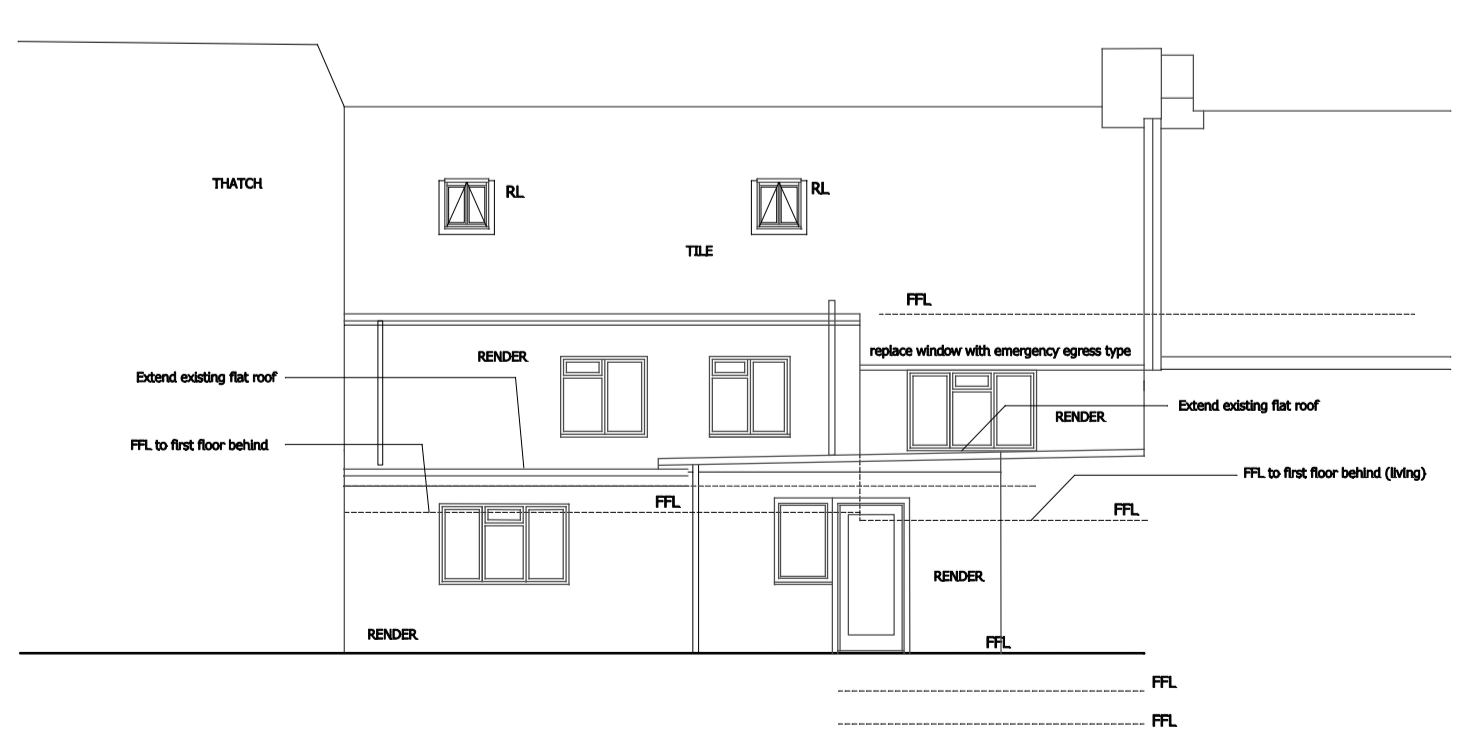 THATCH
RL
RL
TILE
FFL
replace window with emergency egress type
RENDER
Extend existing flat roof
Extend existing flat roof
RENDER
FFL to first floor behind
FFL to first floor behind (living)
FFL
FFL
RENDER
RENDER
FFL
FFL
FFL